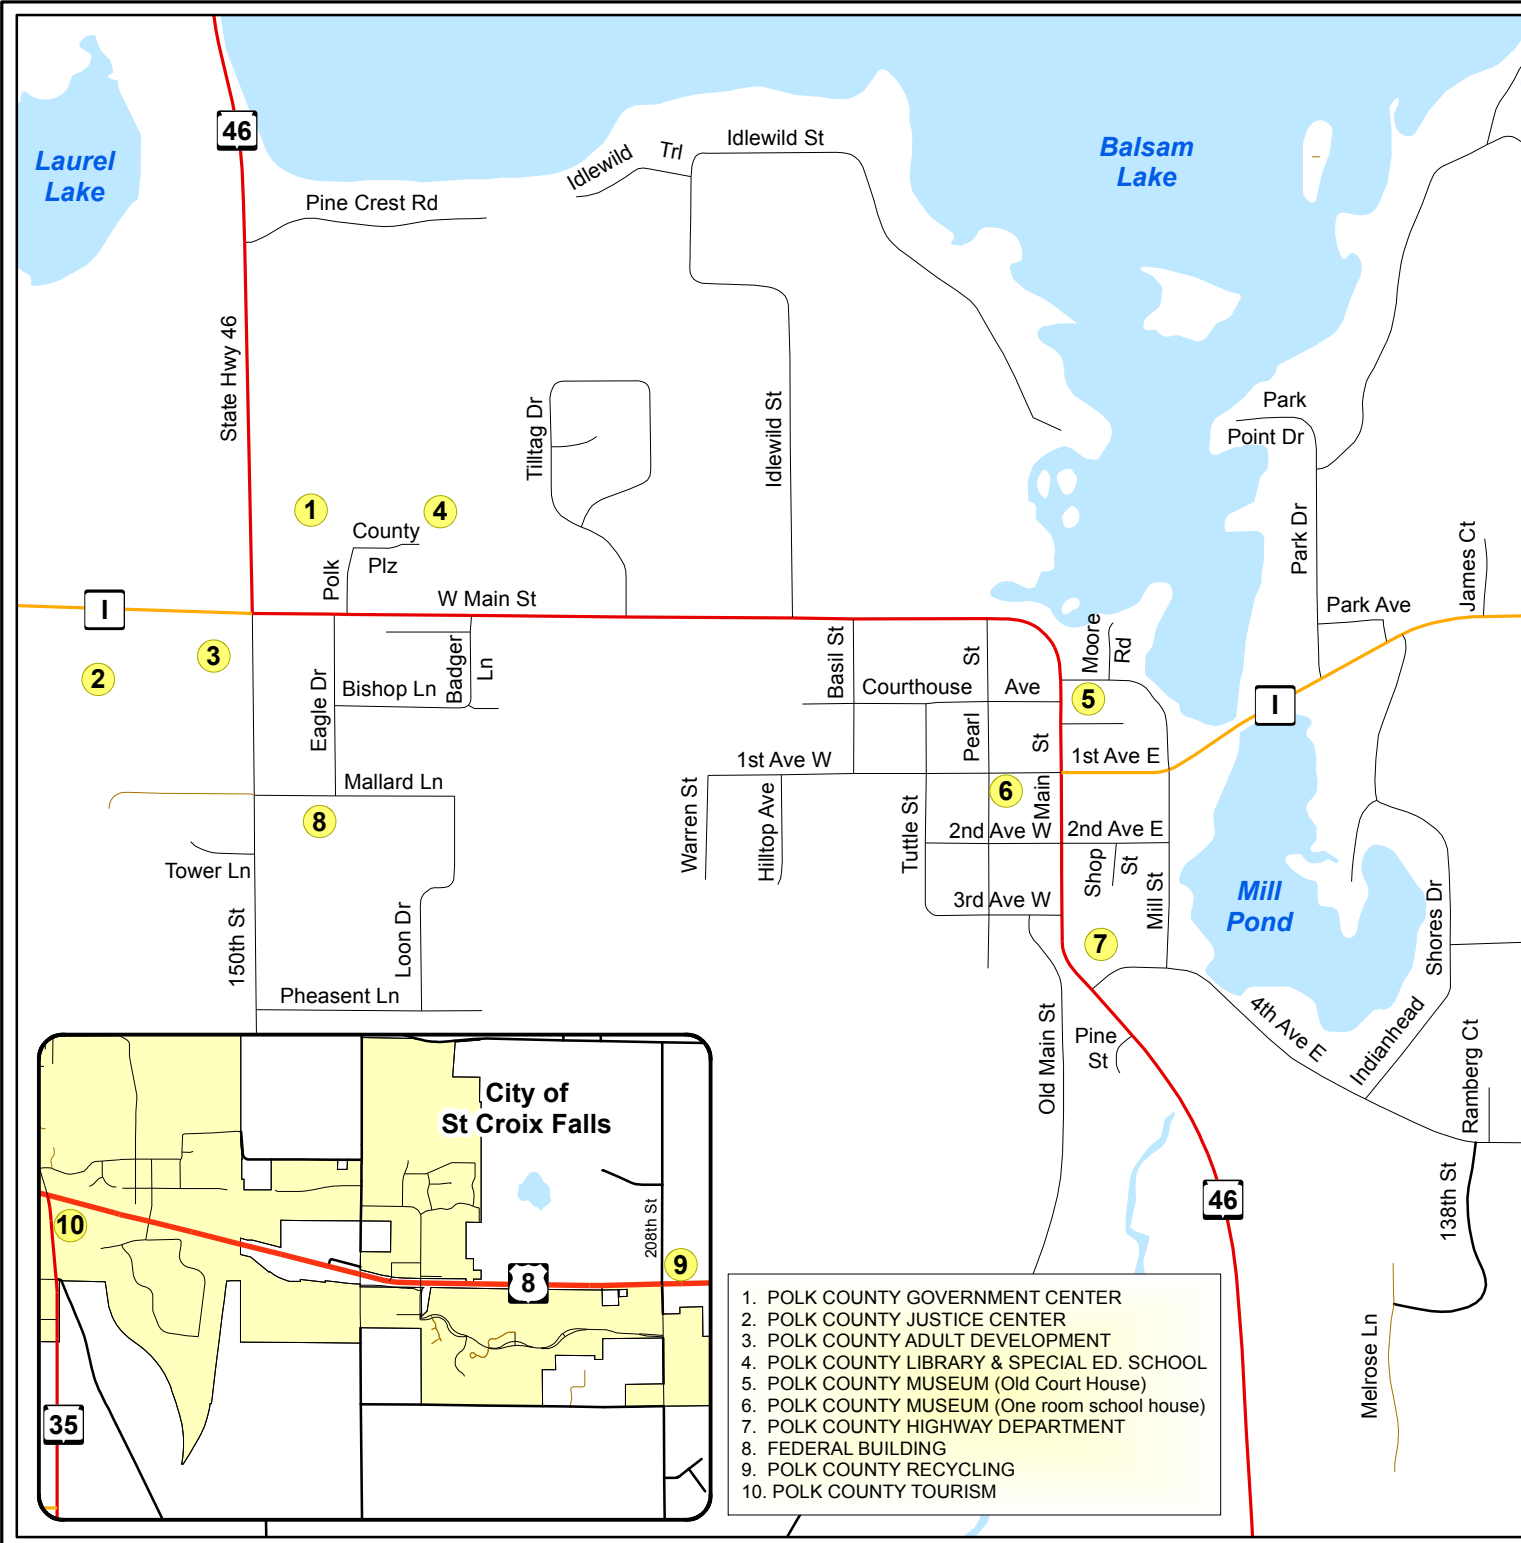 46
Laurel
Lake
Idlewild
Trl
Idlewild St
Balsam
Lake
Pine Crest Rd
State Hwy 46
Tilltag Dr
Idlewild St
Park
Point Dr
1
4
County
Plz
Polk
Park Dr
James Ct
I
W Main St
Park Ave
3
2
Eagle Dr
Bishop Ln
Badger
Ln
Basil St
St
Courthouse
Ave
Moore
Rd
5
I
Pearl
St
1st Ave W
1st Ave E
Mallard Ln
6
Main
8
Warren St
Hilltop Ave
Tuttle St
2nd Ave W
2nd Ave E
Tower Ln
Shop
St
Mill St
3rd Ave W
Mill
Pond
150th St
Loon Dr
7
Shores Dr
Pheasent Ln
4th Ave E
Indianhead
Old Main St
Pine
St
Ramberg Ct
City of
St Croix Falls
46
138th St
10
208th St
9
8
35
Melrose Ln
1. POLK COUNTY GOVERNMENT CENTER
2. POLK COUNTY JUSTICE CENTER
3. POLK COUNTY ADULT DEVELOPMENT
4. POLK COUNTY LIBRARY & SPECIAL ED. SCHOOL
5. POLK COUNTY MUSEUM (Old Court House)
6. POLK COUNTY MUSEUM (One room school house)
7. POLK COUNTY HIGHWAY DEPARTMENT
8. FEDERAL BUILDING
9. POLK COUNTY RECYCLING
10. POLK COUNTY TOURISM